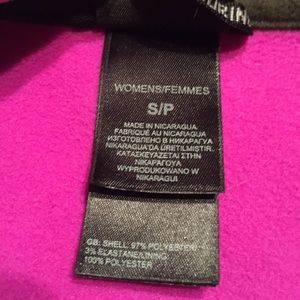 WOMENS/FEMMES
S/P
MADE IN NICARAGUA
FABRIQUÉ AU NICARAGUA
ИЗГОТОВЛЕНО В НИКАРАГУА
NIKARAGUA'DA ÜRETILMIŞTIR.
ΚΑΤΑΣΚΕΥΑΖΕΤΑΙ ΣΤΗΝ
ΝΙΚΑΡΑΓΟΥΑ
WYPRODUKOWANO W
NIKARAGUI
GB: SHELL: 97% POLYESTER/
3% ELASTANE/LINING:
100% POLYESTER